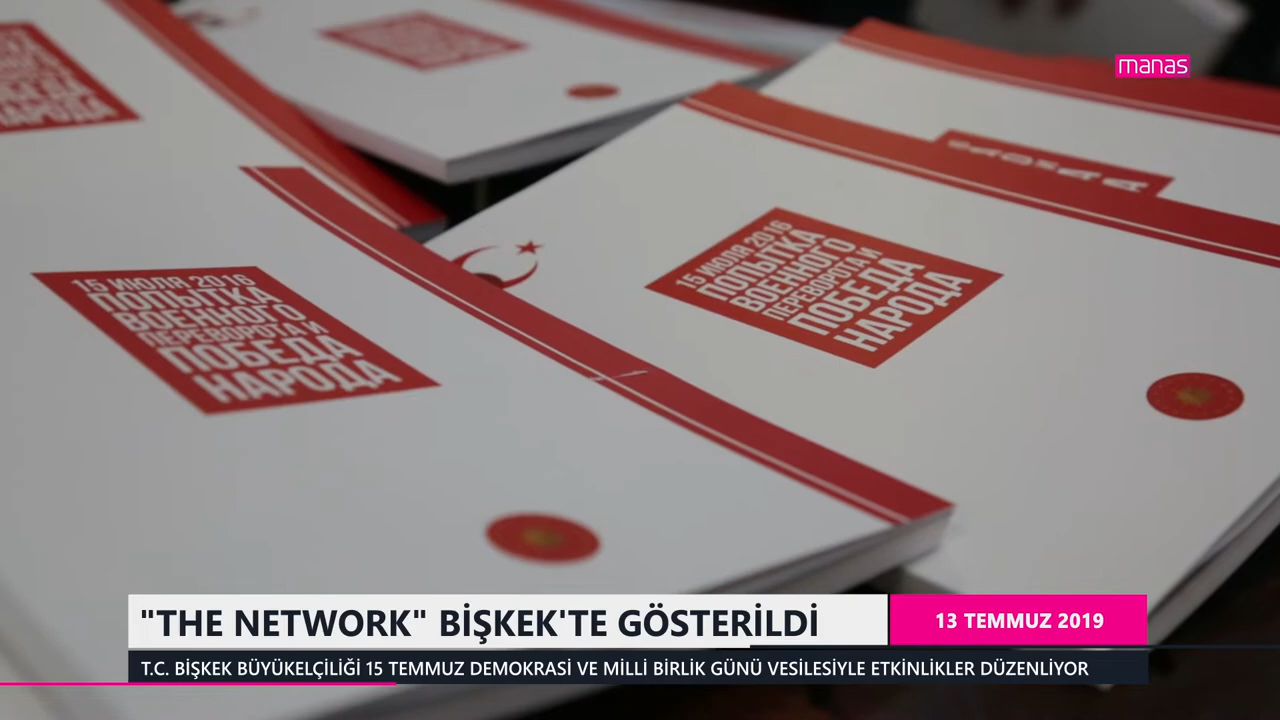 manas
15 ИЮЛЯ 2016
ПОПЫТКА
ВОЕННОГО
ПЕРЕВОРОТА И
ПОБЕДА
НАРОДА
15 ИЮЛЯ 2016
ПОПЫТКА
ВОЕННОГО
ПЕРЕВОРОТА И
ПОБЕДА
НАРОДА
"THE NETWORK" BİŞKEK'TE GÖSTERİLDİ
13 TEMMUZ 2019
T.C. BİŞKEK BÜYÜKELÇİLİĞİ 15 TEMMUZ DEMOKRASİ VE MİLLİ BİRLİK GÜNÜ VESİLESİYLE ETKİNLİKLER DÜZENLİYOR